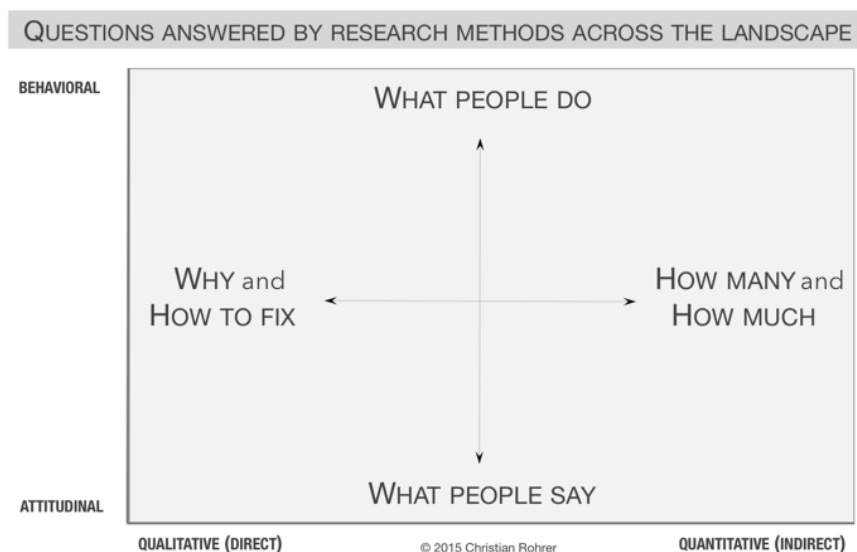 QUESTIONS ANSWERED BY RESEARCH METHODS ACROSS THE LANDSCAPE
BEHAVIORAL
WHAT PEOPLE DO
WHY and
HOW TO FIX
HOW MANY and
HOW MUCH
WHAT PEOPLE SAY
ATTITUDINAL
QUALITATIVE (DIRECT)
© 2015 Christian Rohrer
QUANTITATIVE (INDIRECT)